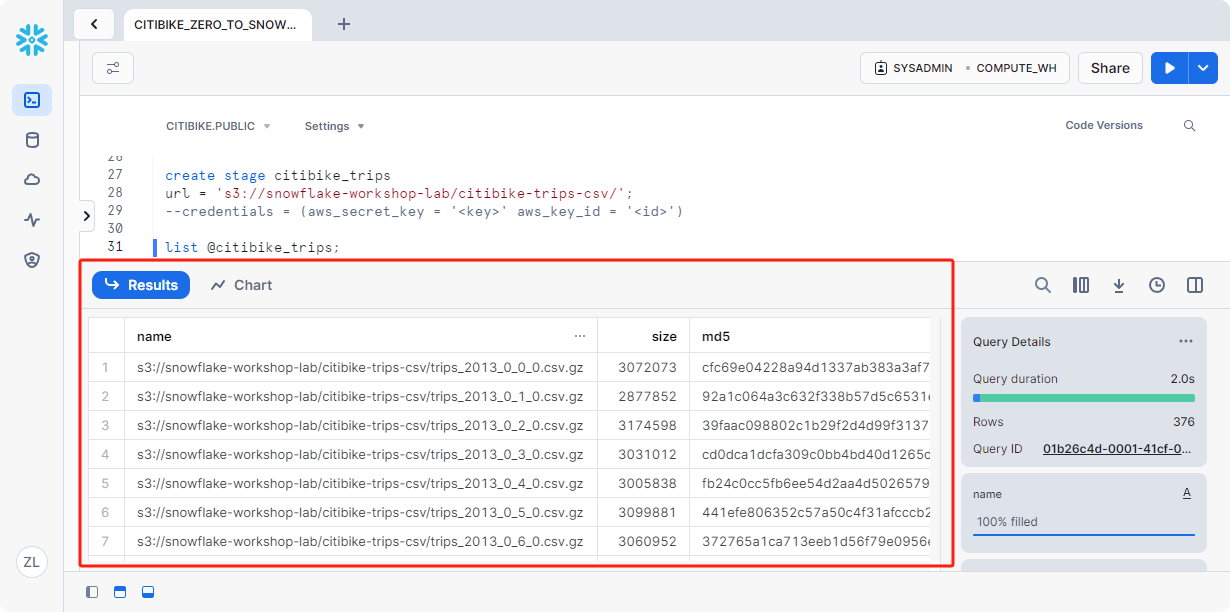 CITIBIKE_ZERO_TO_SNOW...
SYSADMIN COMPUTE_WH
Share
CITIBIKE.PUBLIC
Settings
Code Versions
26
27 create stage citibike_trips
28 url = 's3://snowflake-workshop-lab/citibike-trips-csv/';
29 --credentials = (aws_secret_key = '<key>' aws_key_id = '<id>')
30
31 list @citibike_trips;
Results
Chart
name ... size md5
1 s3://snowflake-workshop-lab/citibike-trips-csv/trips_2013_0_0_0.csv.gz 3072073 cfc69e04228a94d1337ab383a3af7
2 s3://snowflake-workshop-lab/citibike-trips-csv/trips_2013_0_1_0.csv.gz 2877852 92a1c064a3c632f338b57d5c6531
3 s3://snowflake-workshop-lab/citibike-trips-csv/trips_2013_0_2_0.csv.gz 3174598 39faac098802c1b29f2d4d99f3137
4 s3://snowflake-workshop-lab/citibike-trips-csv/trips_2013_0_3_0.csv.gz 3031012 cd0dca1dcfa309c0bb4bd40d1265c
5 s3://snowflake-workshop-lab/citibike-trips-csv/trips_2013_0_4_0.csv.gz 3005838 fb24c0cc5fb6ee54d2aa4d5026579
6 s3://snowflake-workshop-lab/citibike-trips-csv/trips_2013_0_5_0.csv.gz 3099881 441efe806352c57a50c4f31afcccb2
7 s3://snowflake-workshop-lab/citibike-trips-csv/trips_2013_0_6_0.csv.gz 3060952 372765a1ca713eeb1d56f79e0956e
Query Details ...
Query duration 2.0s
Rows 376
Query ID 01b26c4d-0001-41cf-0...
name A
100% filled
ZL